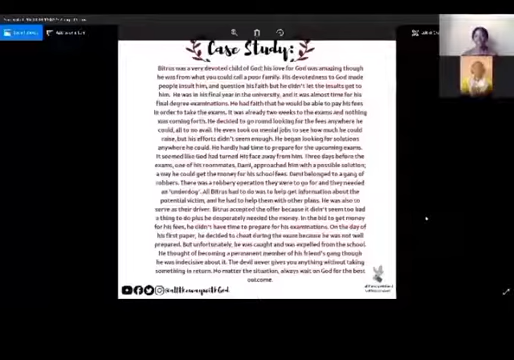 Case Study:
Bitrus was a very devoted child of God; his love for God was amazing though
he was from what you could call a poor family. His devotedness to God made
people insult him, and question his faith but he didn't let the insults get to
him. He was in his final year in the university, and it was almost time for his
final degree examinations. He had faith that he would be able to pay his fees
in order to take the exams. It was already two weeks to the exams and nothing
was coming forth. He decided to go round looking for the fees anywhere he
could, all to no avail. He even took on menial jobs to see how much he could
raise, but his efforts didn't seem enough. He began looking for solutions
anywhere he could. He hardly had time to prepare for the upcoming exams.
It seemed like God had turned His face away from him. Three days before the
exams, one of his roommates, Dami, approached him with a possible solution;
a way he could get the money for his school fees. Dami belonged to a gang of
robbers. There was a robbery operation they were to go for and they needed
an 'underdog'. All Bitrus had to do was to help get information about the
potential victim, and he had to help them with other plans. He was also to
serve as their driver. Bitrus accepted the offer because it didn't seem too bad
a thing to do plus he desperately needed the money. In the bid to get money
for his fees, he didn't have time to prepare for his examinations. On the day of
his first paper, he decided to cheat during the exam because he was not well
prepared. But unfortunately, he was caught and was expelled from the school.
He thought of becoming a permanent member of his friend's gang though he
was indecisive about it. The devil never gives you anything without taking
something in return. No matter the situation, always wait on God for the best
outcome.
@allthewaywithGod